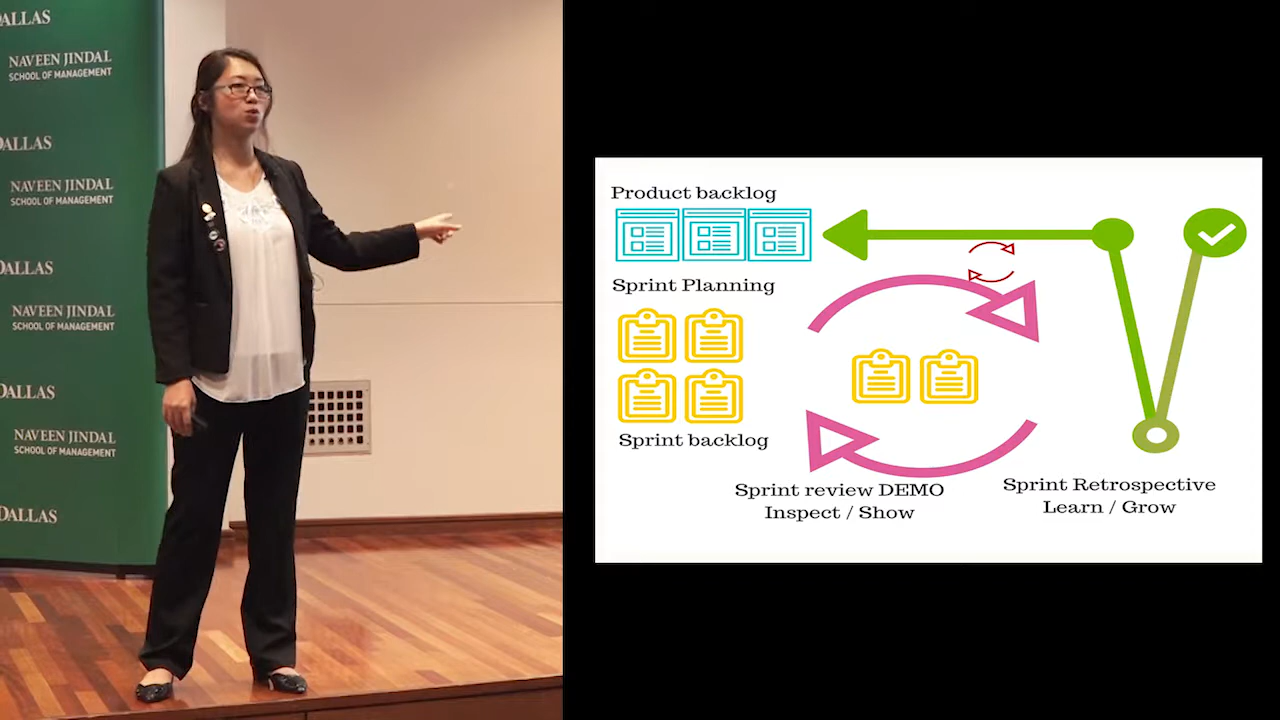 ALLAS
NAVEEN JINDAL
SCHOOL OF MANAGEMENT
DALLAS
NAVEEN JINDAL
SCHOOL OF MANAGEMENT
DALLAS
NAVEEN JINDAL
SCHOOL OF MANAGEMENT
DALLAS
NAVEEN JINDAL
SCHOOL OF MANAGEMENT
DALLAS
Product backlog
Sprint Planning
Sprint backlog
Sprint review DEMO
Inspect / Show
Sprint Retrospective
Learn / Grow